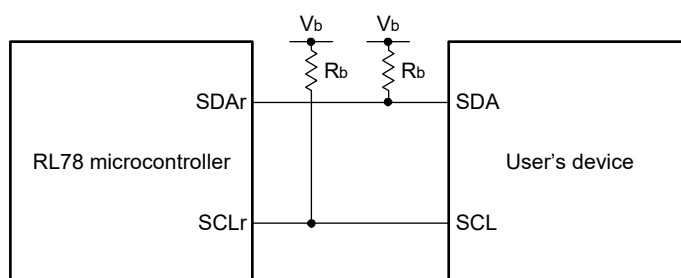 Vb Vb
Rb Rb
SDAr SDA
RL78 microcontroller User's device
SCLr SCL